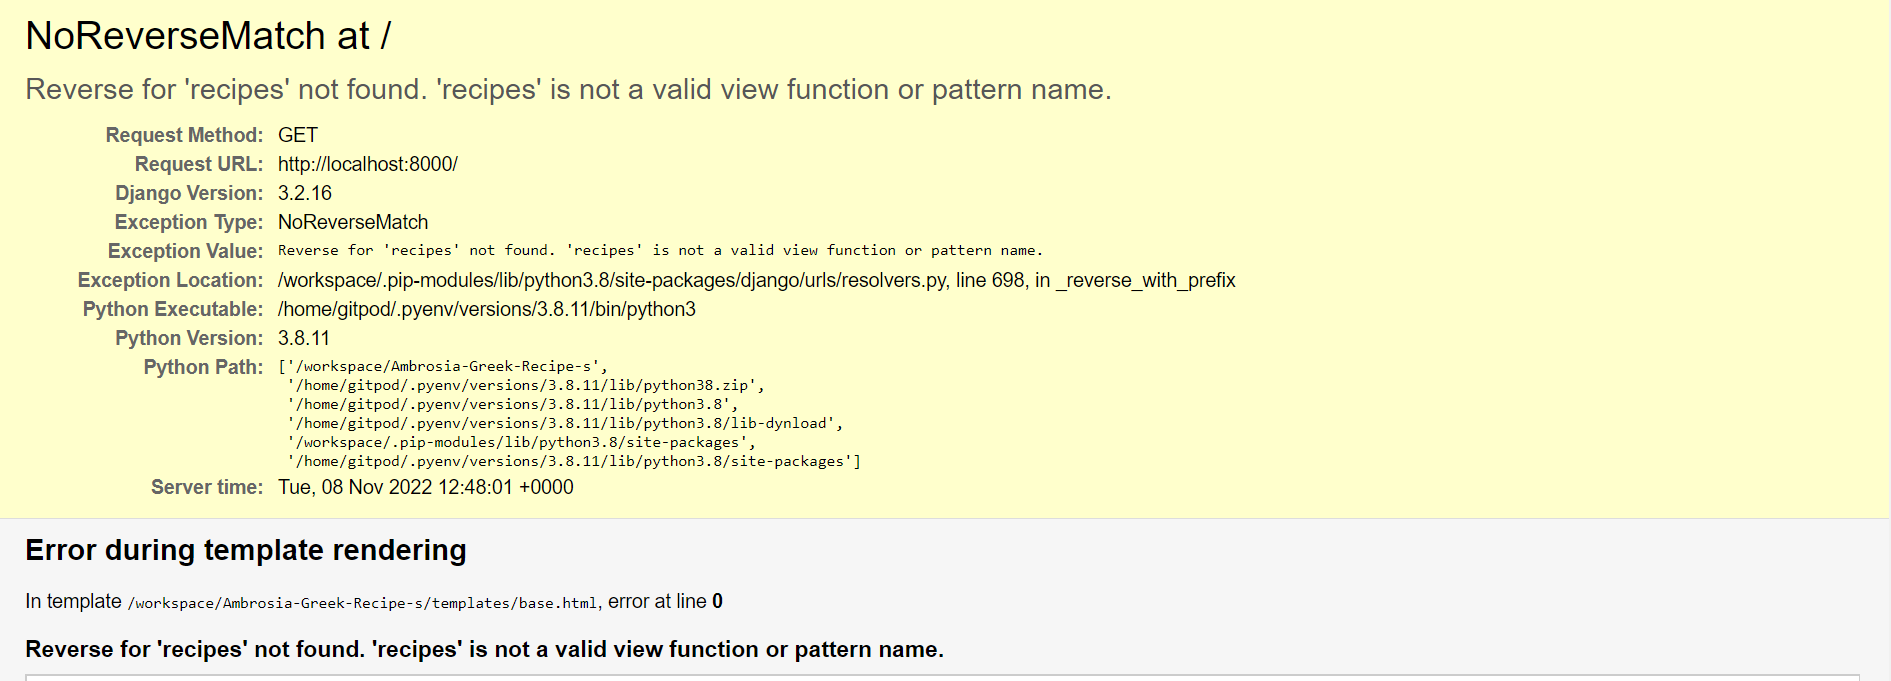 NoReverseMatch at /
Reverse for 'recipes' not found. 'recipes' is not a valid view function or pattern name.
Request Method: GET
Request URL: http://localhost:8000/
Django Version: 3.2.16
Exception Type: NoReverseMatch
Exception Value: Reverse for 'recipes' not found. 'recipes' is not a valid view function or pattern name.
Exception Location: /workspace/.pip-modules/lib/python3.8/site-packages/django/urls/resolvers.py, line 698, in _reverse_with_prefix
Python Executable: /home/gitpod/.pyenv/versions/3.8.11/bin/python3
Python Version: 3.8.11
Python Path: ['/workspace/Ambrosia-Greek-Recipe-s',
'/home/gitpod/.pyenv/versions/3.8.11/lib/python38.zip',
'/home/gitpod/.pyenv/versions/3.8.11/lib/python3.8',
'/home/gitpod/.pyenv/versions/3.8.11/lib/python3.8/lib-dynload',
'/workspace/.pip-modules/lib/python3.8/site-packages',
'/home/gitpod/.pyenv/versions/3.8.11/lib/python3.8/site-packages']
Server time: Tue, 08 Nov 2022 12:48:01 +0000
Error during template rendering
In template /workspace/Ambrosia-Greek-Recipe-s/templates/base.html, error at line 0
Reverse for 'recipes' not found. 'recipes' is not a valid view function or pattern name.